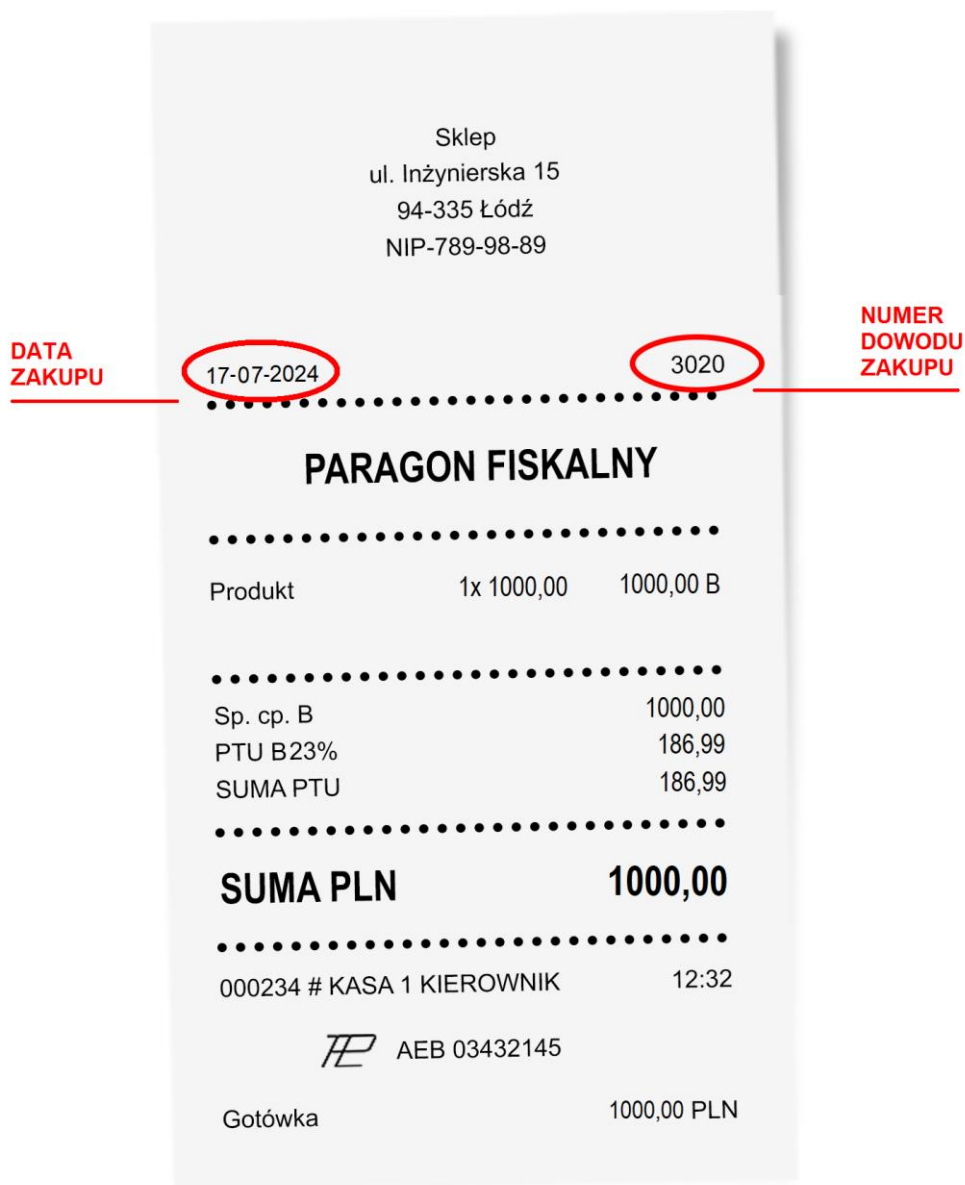 Sklep
ul. Inżynierska 15
94-335 Łódź
NIP-789-98-89
DATA
ZAKUPU
17-07-2024
3020
NUMER
DOWODU
ZAKUPU
PARAGON FISKALNY
Produkt 1x 1000,00 1000,00 B
Sp. cp. B 1000,00
PTU B23% 186,99
SUMA PTU 186,99
SUMA PLN 1000,00
000234 # KASA 1 KIEROWNIK 12:32
AEB 03432145
Gotówka 1000,00 PLN